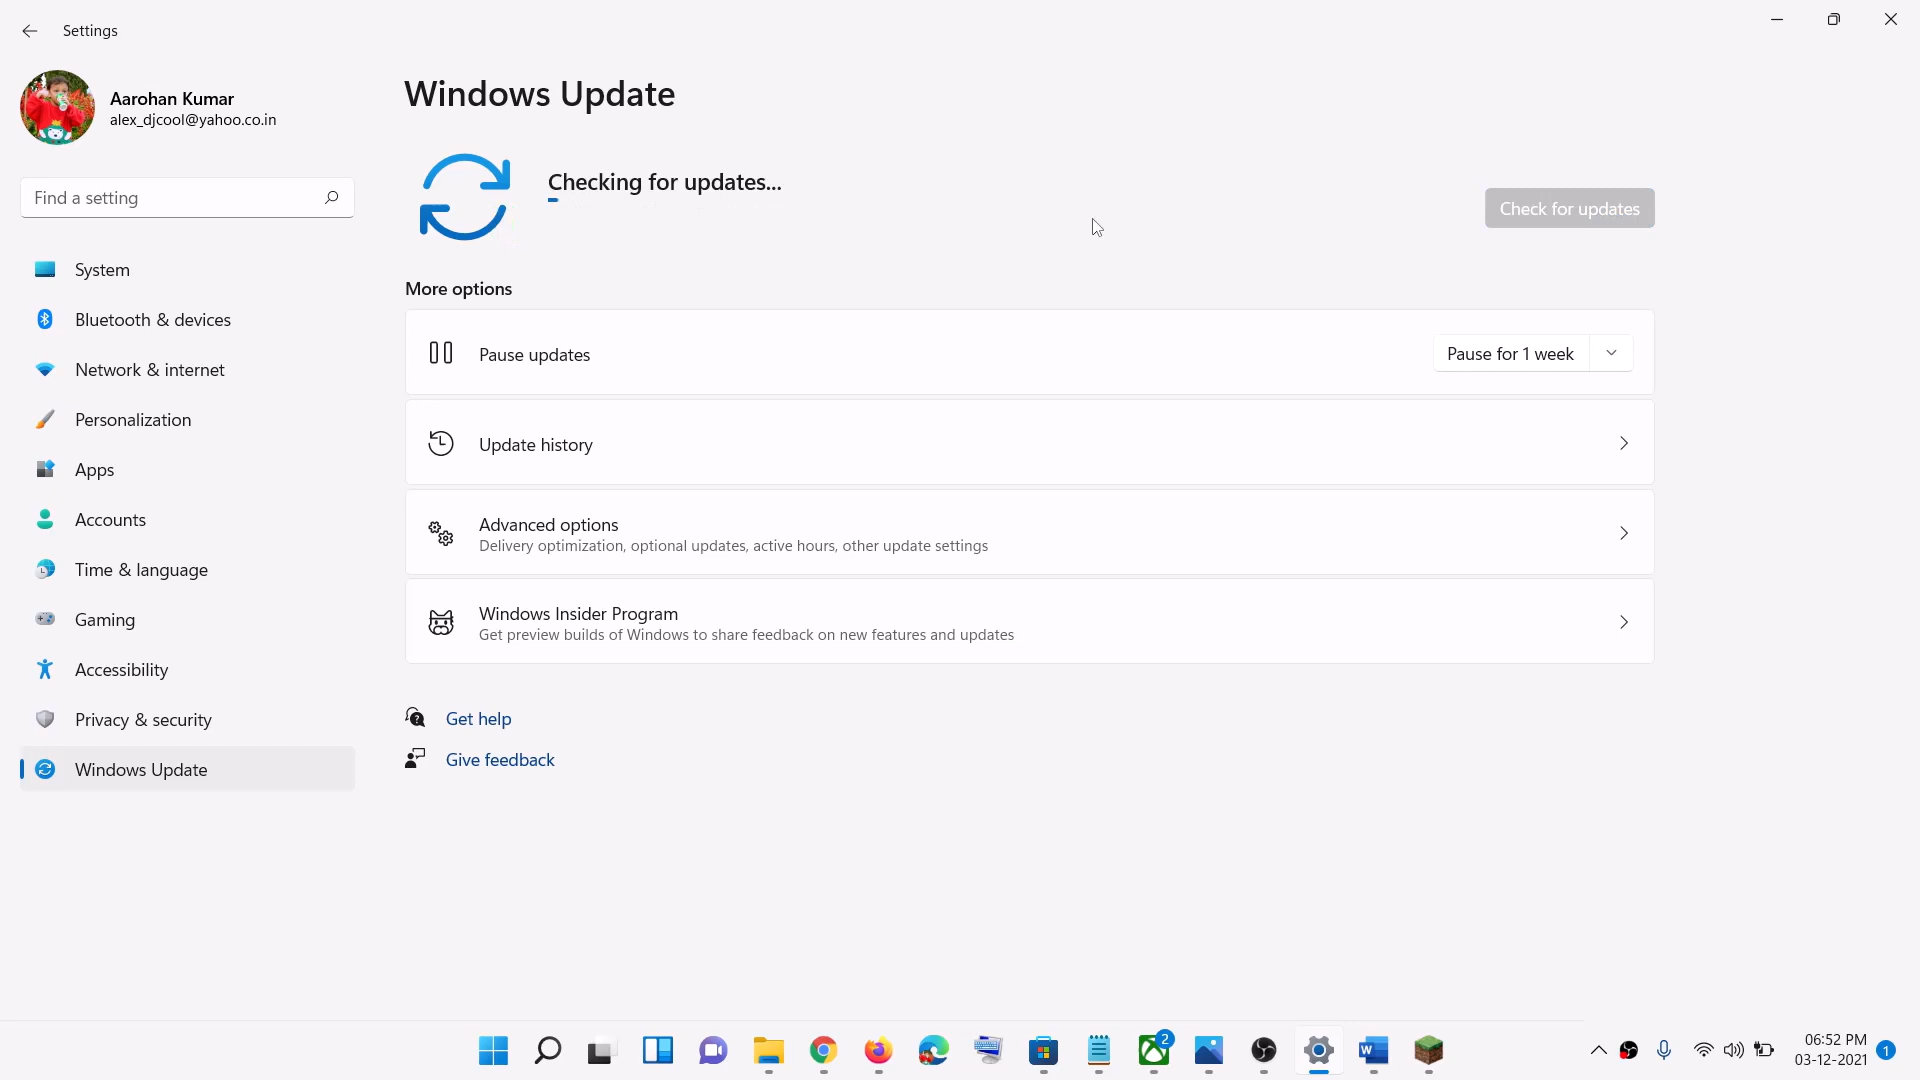 Settings
Aarohan Kumar
alex_djcool@yahoo.co.in
Find a setting
System
Bluetooth & devices
Network & internet
Personalization
Apps
Accounts
Time & language
Gaming
Accessibility
Privacy & security
Windows Update
Windows Update
Checking for updates...
Check for updates
More options
Pause updates
Pause for 1 week
Update history
Advanced options
Delivery optimization, optional updates, active hours, other update settings
Windows Insider Program
Get preview builds of Windows to share feedback on new features and updates
Get help
Give feedback
2
06:52 PM
03-12-2021
1